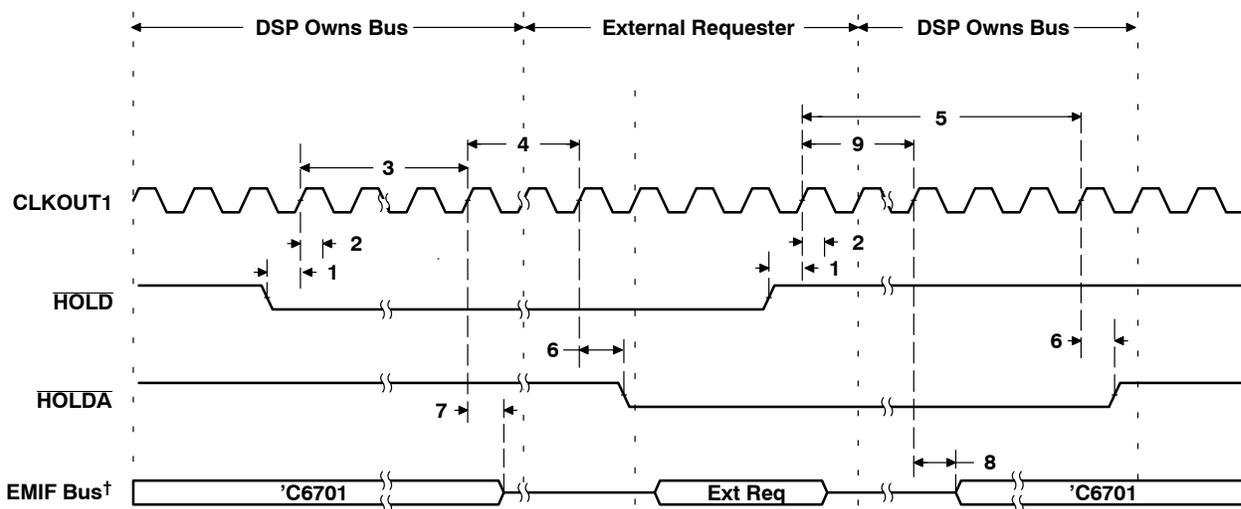 DSP Owns Bus External Requester DSP Owns Bus
5
4 9
3
CLKOUT1
2 2
1 1
HOLD
6 6
HOLDA
7
8
EMIF Bus† 'C6701 Ext Req 'C6701